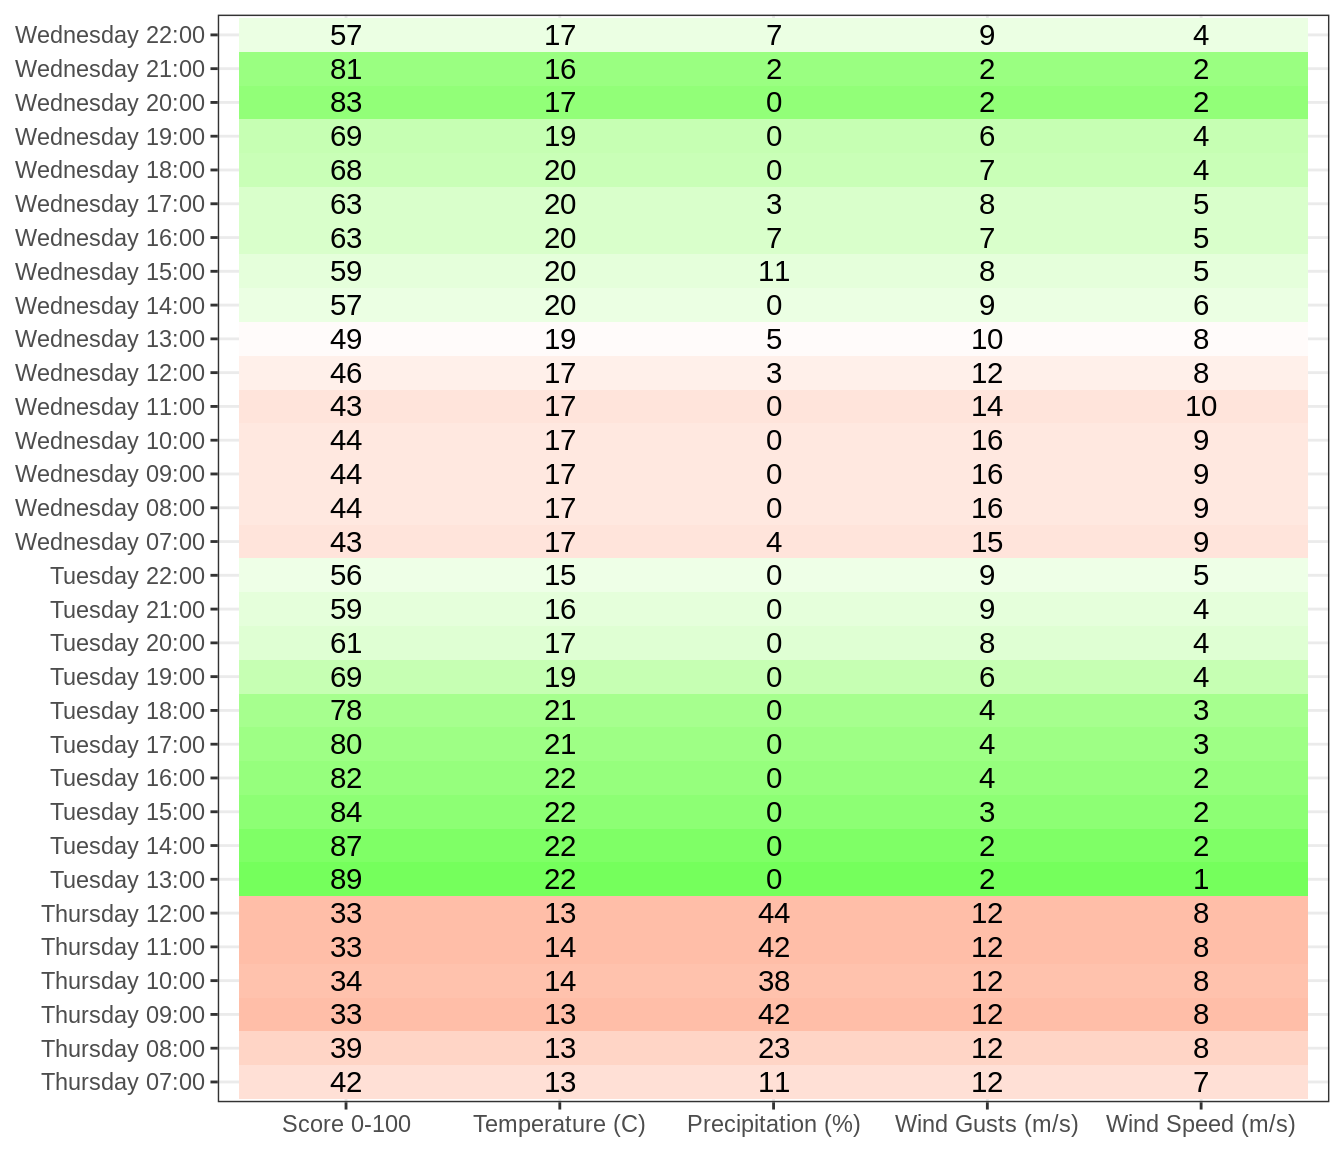 Wednesday 22:00 57 17 7 9 4
Wednesday 21:00 81 16 2 2 2
Wednesday 20:00 83 17 0 2 2
Wednesday 19:00 69 19 0 6 4
Wednesday 18:00 68 20 0 7 4
Wednesday 17:00 63 20 3 8 5
Wednesday 16:00 63 20 7 7 5
Wednesday 15:00 59 20 11 8 5
Wednesday 14:00 57 20 0 9 6
Wednesday 13:00 49 19 5 10 8
Wednesday 12:00 46 17 3 12 8
Wednesday 11:00 43 17 0 14 10
Wednesday 10:00 44 17 0 16 9
Wednesday 09:00 44 17 0 16 9
Wednesday 08:00 44 17 0 16 9
Wednesday 07:00 43 17 4 15 9
Tuesday 22:00 56 15 0 9 5
Tuesday 21:00 59 16 0 9 4
Tuesday 20:00 61 17 0 8 4
Tuesday 19:00 69 19 0 6 4
Tuesday 18:00 78 21 0 4 3
Tuesday 17:00 80 21 0 4 3
Tuesday 16:00 82 22 0 4 2
Tuesday 15:00 84 22 0 3 2
Tuesday 14:00 87 22 0 2 2
Tuesday 13:00 89 22 0 2 1
Thursday 12:00 33 13 44 12 8
Thursday 11:00 33 14 42 12 8
Thursday 10:00 34 14 38 12 8
Thursday 09:00 33 13 42 12 8
Thursday 08:00 39 13 23 12 8
Thursday 07:00 42 13 11 12 7
Score 0-100 Temperature (C) Precipitation (%) Wind Gusts (m/s) Wind Speed (m/s)